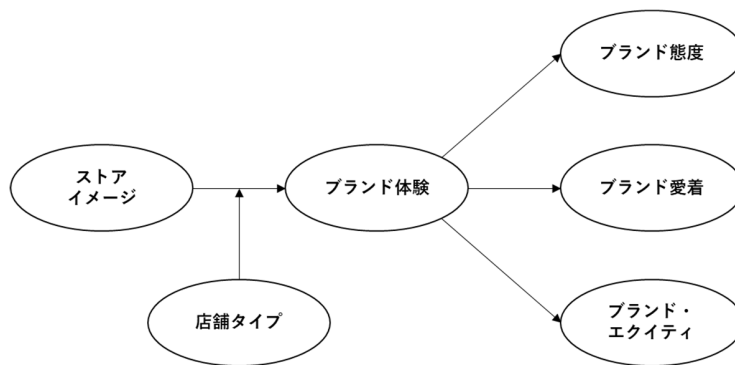 ブランド態度
ストア
イメージ
ブランド体験
ブランド愛着
店舗タイプ
ブランド・
エクイティ